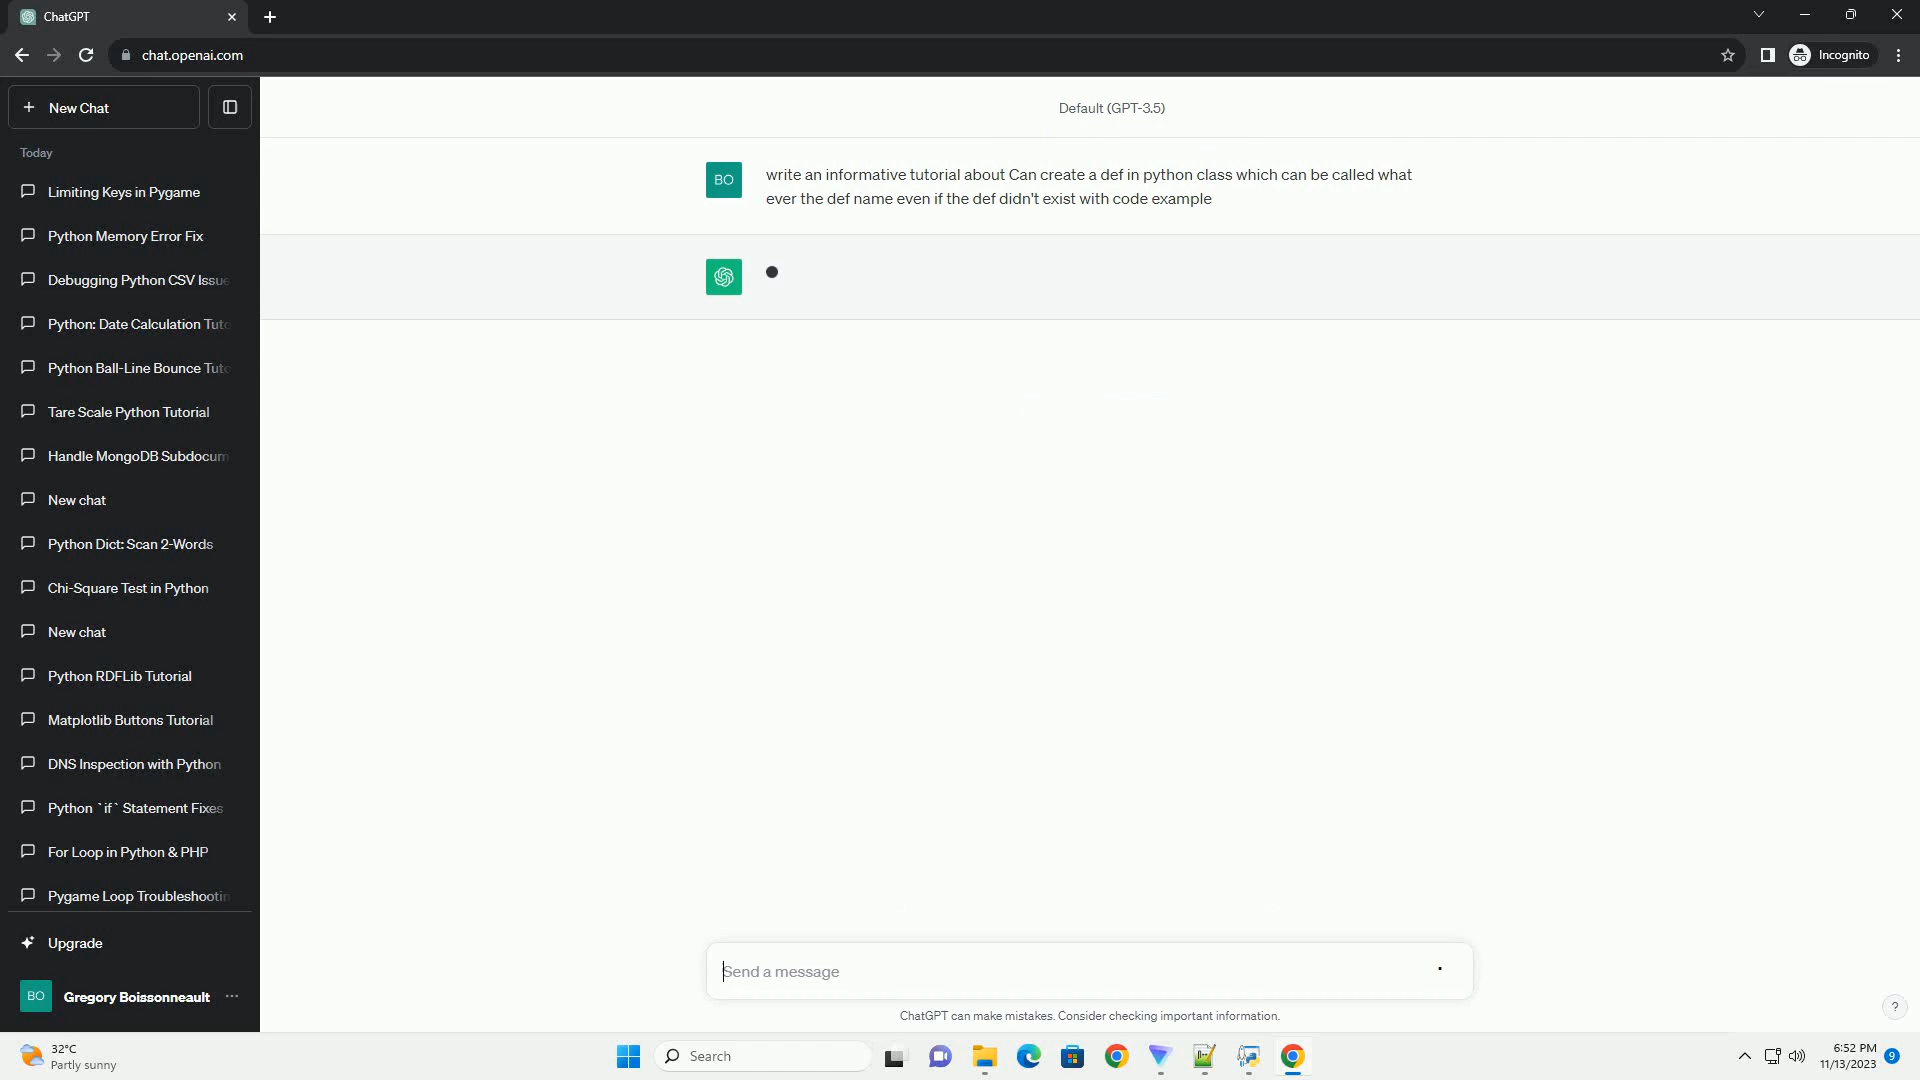 ChatGPT
chat.openai.com
Incognito
New Chat
Today
Limiting Keys in Pygame
Python Memory Error Fix
Debugging Python CSV Issue
Python: Date Calculation Tuto
Python Ball-Line Bounce Tuto
Tare Scale Python Tutorial
Handle MongoDB Subdocum
New chat
Python Dict: Scan 2-Words
Chi-Square Test in Python
New chat
Python RDFLib Tutorial
Matplotlib Buttons Tutorial
DNS Inspection with Python
Python `if` Statement Fixes
For Loop in Python & PHP
Pygame Loop Troubleshootin
Upgrade
BO
Gregory Boissonneault
Default (GPT-3.5)
BO
write an informative tutorial about Can create a def in python class which can be called what
ever the def name even if the def didn't exist with code example
Send a message
ChatGPT can make mistakes. Consider checking important information.
?
32°C
Partly sunny
Search
6:52 PM
11/13/2023
9